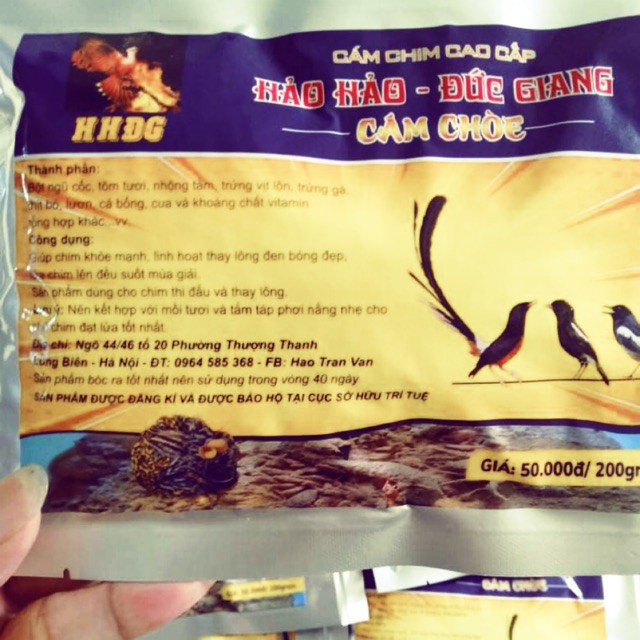 HHĐG
CÁM CHIM CAO CẤP
HẢO HẢO - ĐỨC GIANG
CÁM CHÒE
Thành phần:
Bột ngũ cốc, tôm tươi, nhộng tằm, trứng vịt lộn, trứng gà,
thịt bò, lươn, cá bống, cua và khoáng chất vitamin
tổng hợp khác...vv.
Công dụng:
Giúp chim khỏe mạnh, linh hoạt thay lông đen bóng đẹp,
chim lên đều suốt mùa giải.
Sản phẩm dùng cho chim thi đấu và thay lông.
Lưu ý: Nên kết hợp với mồi tươi và tắm táp phơi nắng nhẹ cho
chim đạt lửa tốt nhất.
Địa chỉ: Ngõ 44/46 tổ 20 Phường Thượng Thanh
Long Biên - Hà Nội - ĐT: 0964 585 368 - FB: Hao Tran Van
Sản phẩm bóc ra tốt nhất nên sử dụng trong vòng 40 ngày
SẢN PHẨM ĐƯỢC ĐĂNG KÍ VÀ ĐƯỢC BẢO HỘ TẠI CỤC SỞ HỮU TRÍ TUỆ
GIÁ: 50.000đ/ 200gr
CÁM CHÒE